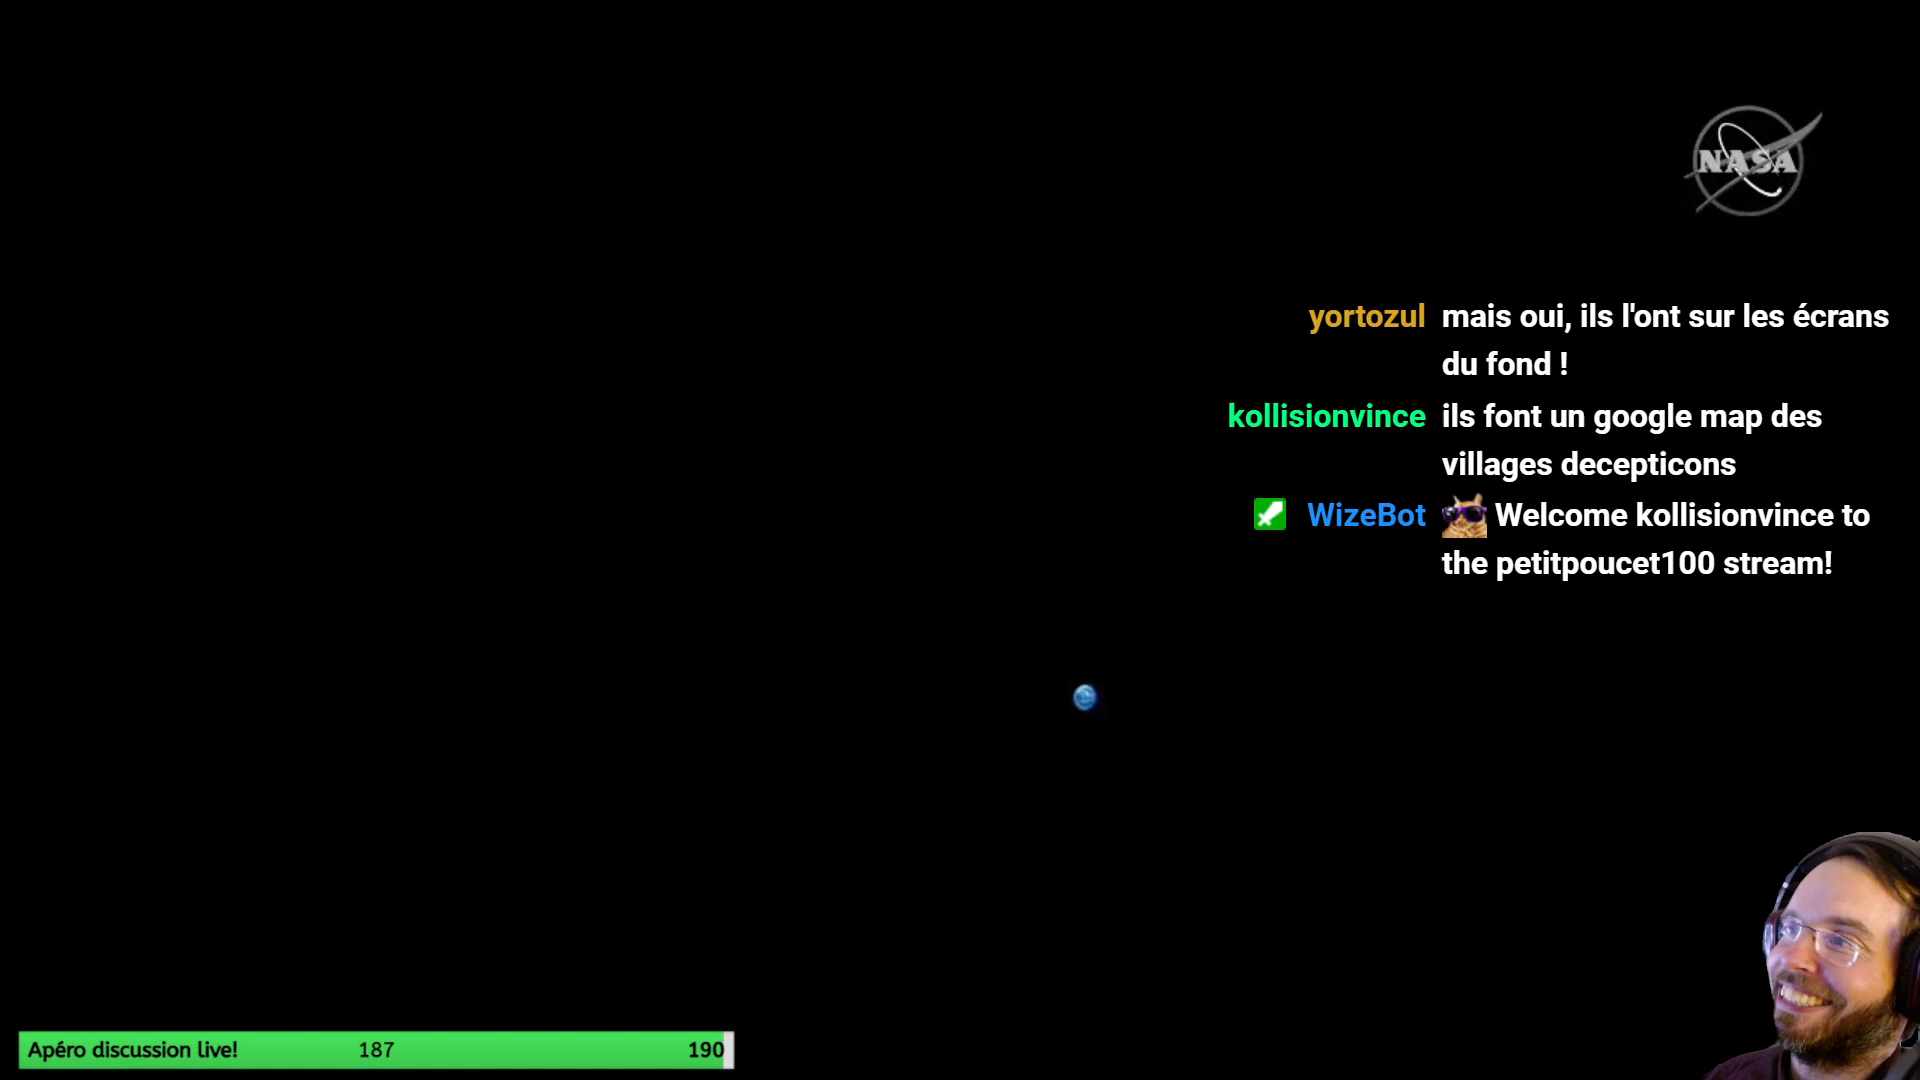 NASA
yortozul mais oui, ils l'ont sur les écrans
du fond !
kollisionvince ils font un google map des
villages decepticons
WizeBot Welcome kollisionvince to
the petitpoucet100 stream!
Apéro discussion live! 187 190